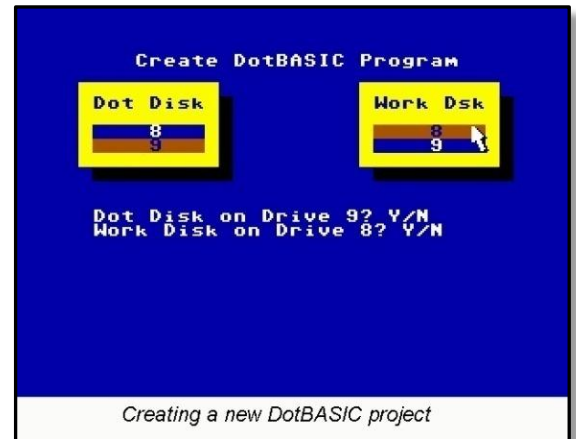 Create DotBASIC Program
Dot Disk
Work Dsk
8
9
8
9
Dot Disk on Drive 9? Y/N
Work Disk on Drive 8? Y/N
Creating a new DotBASIC project